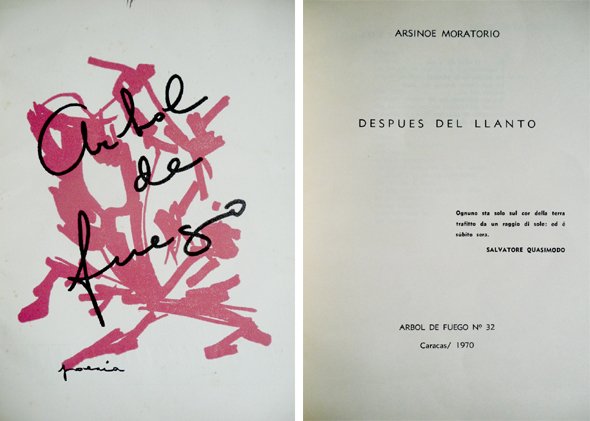 Arbol
de
fuego
poesía
ARSINOE MORATORIO
DESPUES DEL LLANTO
Ognuno sta solo sul cor della terra
trafitto da un raggio di sole: ed é
súbito sera.
SALVATORE QUASIMODO
ARBOL DE FUEGO Nº 32
Caracas/ 1970